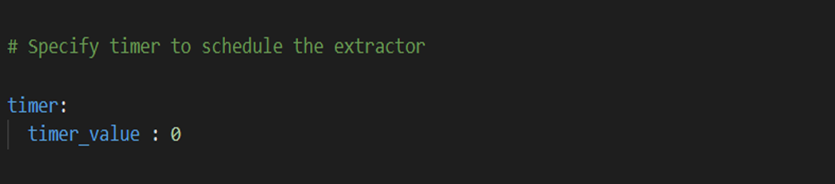 # Specify timer to schedule the extractor
timer:
timer_value : 0